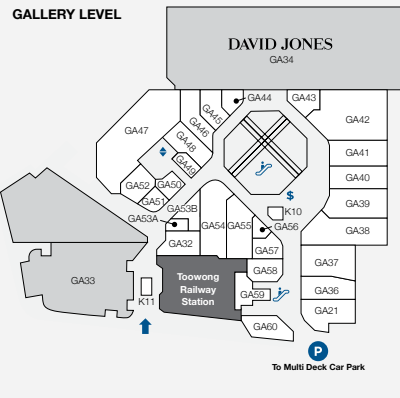 GALLERY LEVEL
DAVID JONES
GA34
GA44
GA43
GA45
GA42
GA46
GA47
GA48
GA41
GA49
GA40
GA52
GA50
$
GA39
GA51
GA53B
K10
GA53A
GA54
GA55
GA56
GA38
GA32
GA57
GA37
GA58
GA33
Toowong
Railway
Station
GA59
GA36
K11
GA21
GA60
P
To Multi Deck Car Park